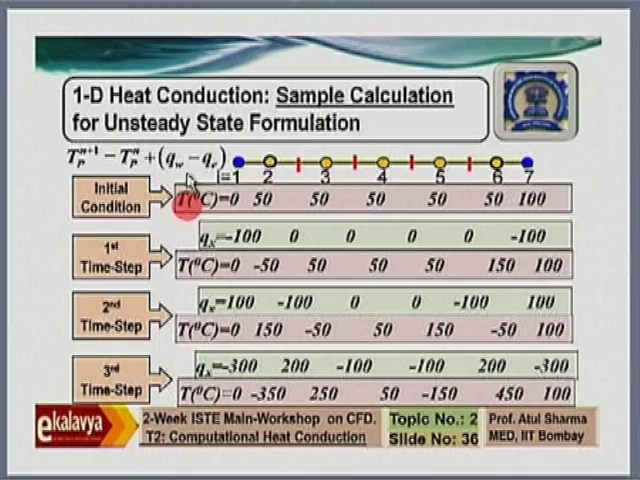 1-D Heat Conduction: Sample Calculation
for Unsteady State Formulation
T_P^{n+1} − T_P^n + (q_w − q_e) i=1 2 3 4 5 6 7
Initial
Condition
T(⁰C)=0 50 50 50 50 50 100
q_x=-100 0 0 0 0 -100
1st
Time-Step
T(⁰C)=0 -50 50 50 50 150 100
q_x=100 -100 0 0 -100 100
2nd
Time-Step
T(⁰C)=0 150 -50 50 150 -50 100
q_x=-300 200 -100 -100 200 -300
3rd
Time-Step
T(⁰C)=0 -350 250 50 -150 450 100
ekalavya
2-Week ISTE Main-Workshop on CFD.
T2: Computational Heat Conduction
Topic No.: 2
Slide No.: 36
Prof. Atul Sharma
MED, IIT Bombay